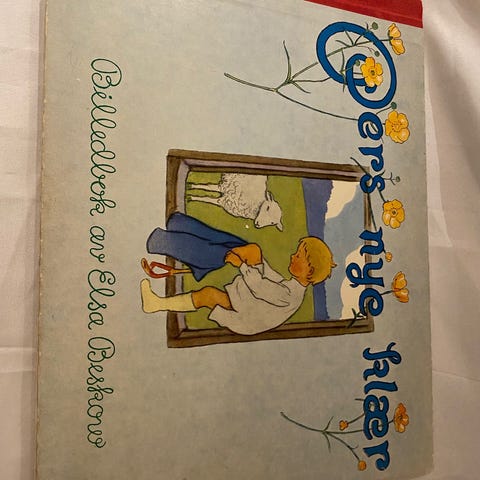 Pers nye klær
Billedbok av Elsa Beskow